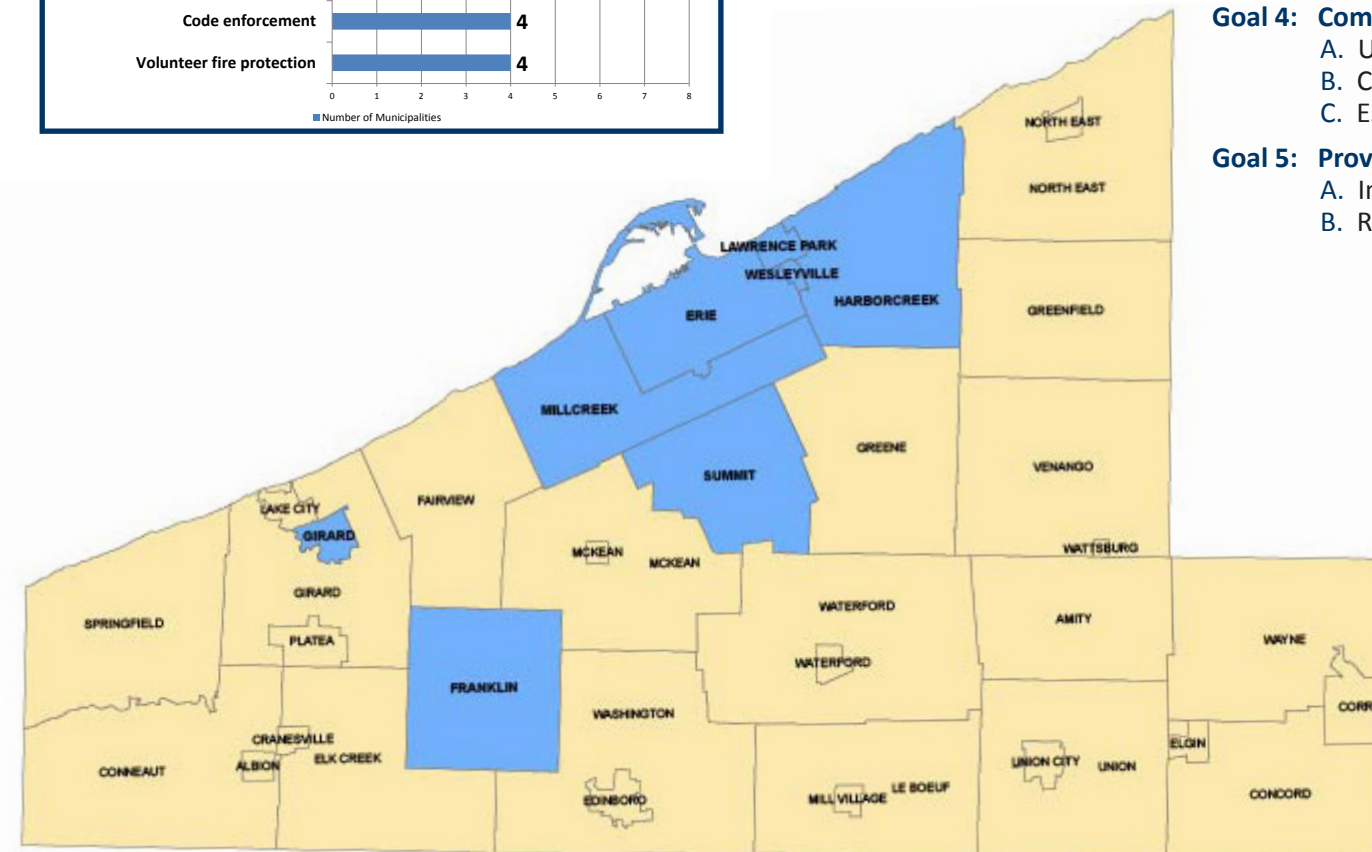 Code enforcement 4
Volunteer fire protection 4
0 1 2 3 4 5 6 7 8
Number of Municipalities
Goal 4:
A.
B.
C.
Goal 5:
A.
B.
NORTH EAST
NORTH EAST
LAWRENCE PARK
WESLEYVILLE
HARBORCREEK
ERIE
GREENFIELD
MILLCREEK
GREENE
VENANGO
SUMMIT
FAIRVIEW
LAKE CITY
GIRARD
WATTSBURG
MCKEAN
MCKEAN
GIRARD
WATERFORD
AMITY
SPRINGFIELD
PLATEA
WAYNE
WATERFORD
FRANKLIN
WASHINGTON
CORR
CRANESVILLE
ELGIN
ELK CREEK
ALBION
CONNEAUT
UNION CITY
UNION
LE BOEUF
MILL VILLAGE
EDINBORO
CONCORD